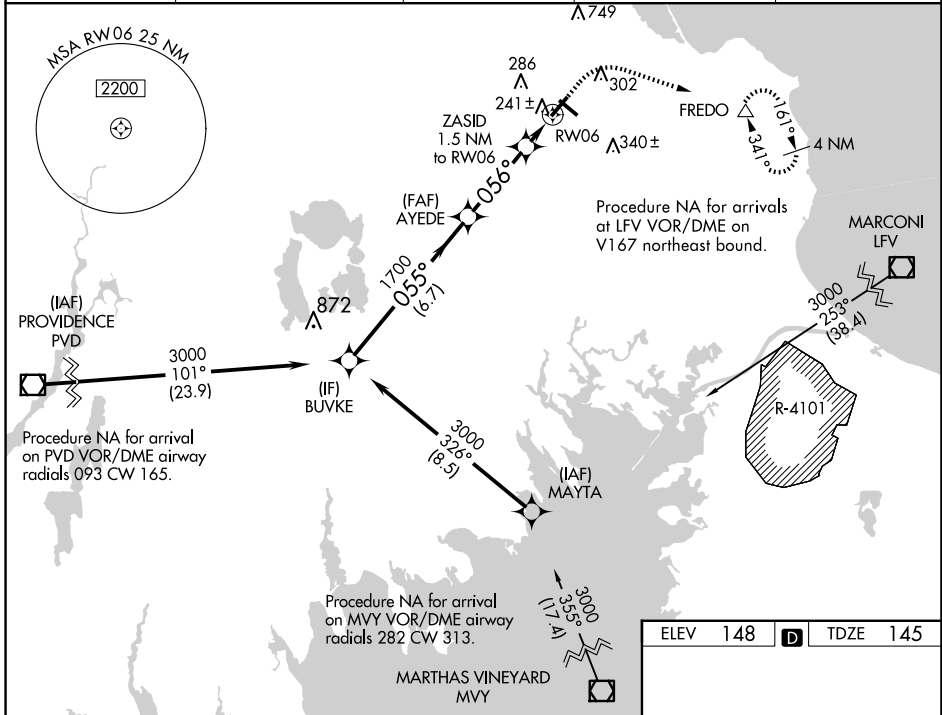 749
MSA RW06 25 NM
2200
286
241±
302
ZASID
1.5 NM
to RW06
RW06
340±
FREDO
161°
341°
4 NM
056°
(FAF)
AYEDE
Procedure NA for arrivals
at LFV VOR/DME on
V167 northeast bound.
MARCONI
LFV
1700
055°
(6.7)
3000
253°
(38.4)
872
(IAF)
PROVIDENCE
PVD
3000
101°
(23.9)
(IF)
BUVKE
R-4101
Procedure NA for arrival
on PVD VOR/DME airway
radials 093 CW 165.
3000
326°
(8.5)
(IAF)
MAYTA
Procedure NA for arrival
on MVY VOR/DME airway
radials 282 CW 313.
3000
355°
(17.4)
MARTHAS VINEYARD
MVY
ELEV 148 D TDZE 145